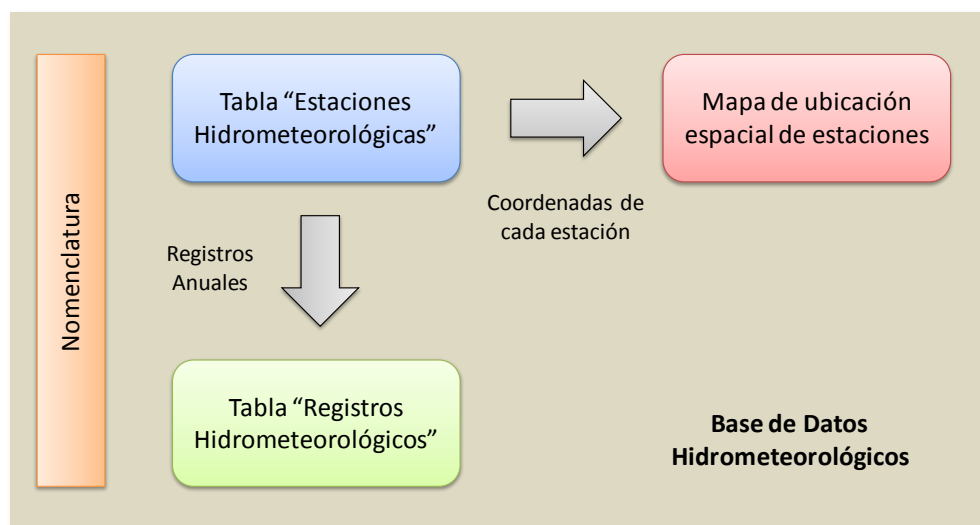 Nomenclatura
Tabla “Estaciones
Hidrometeorológicas”
Mapa de ubicación
espacial de estaciones
Coordenadas de
cada estación
Registros
Anuales
Tabla “Registros
Hidrometeorológicos”
Base de Datos
Hidrometeorológicos